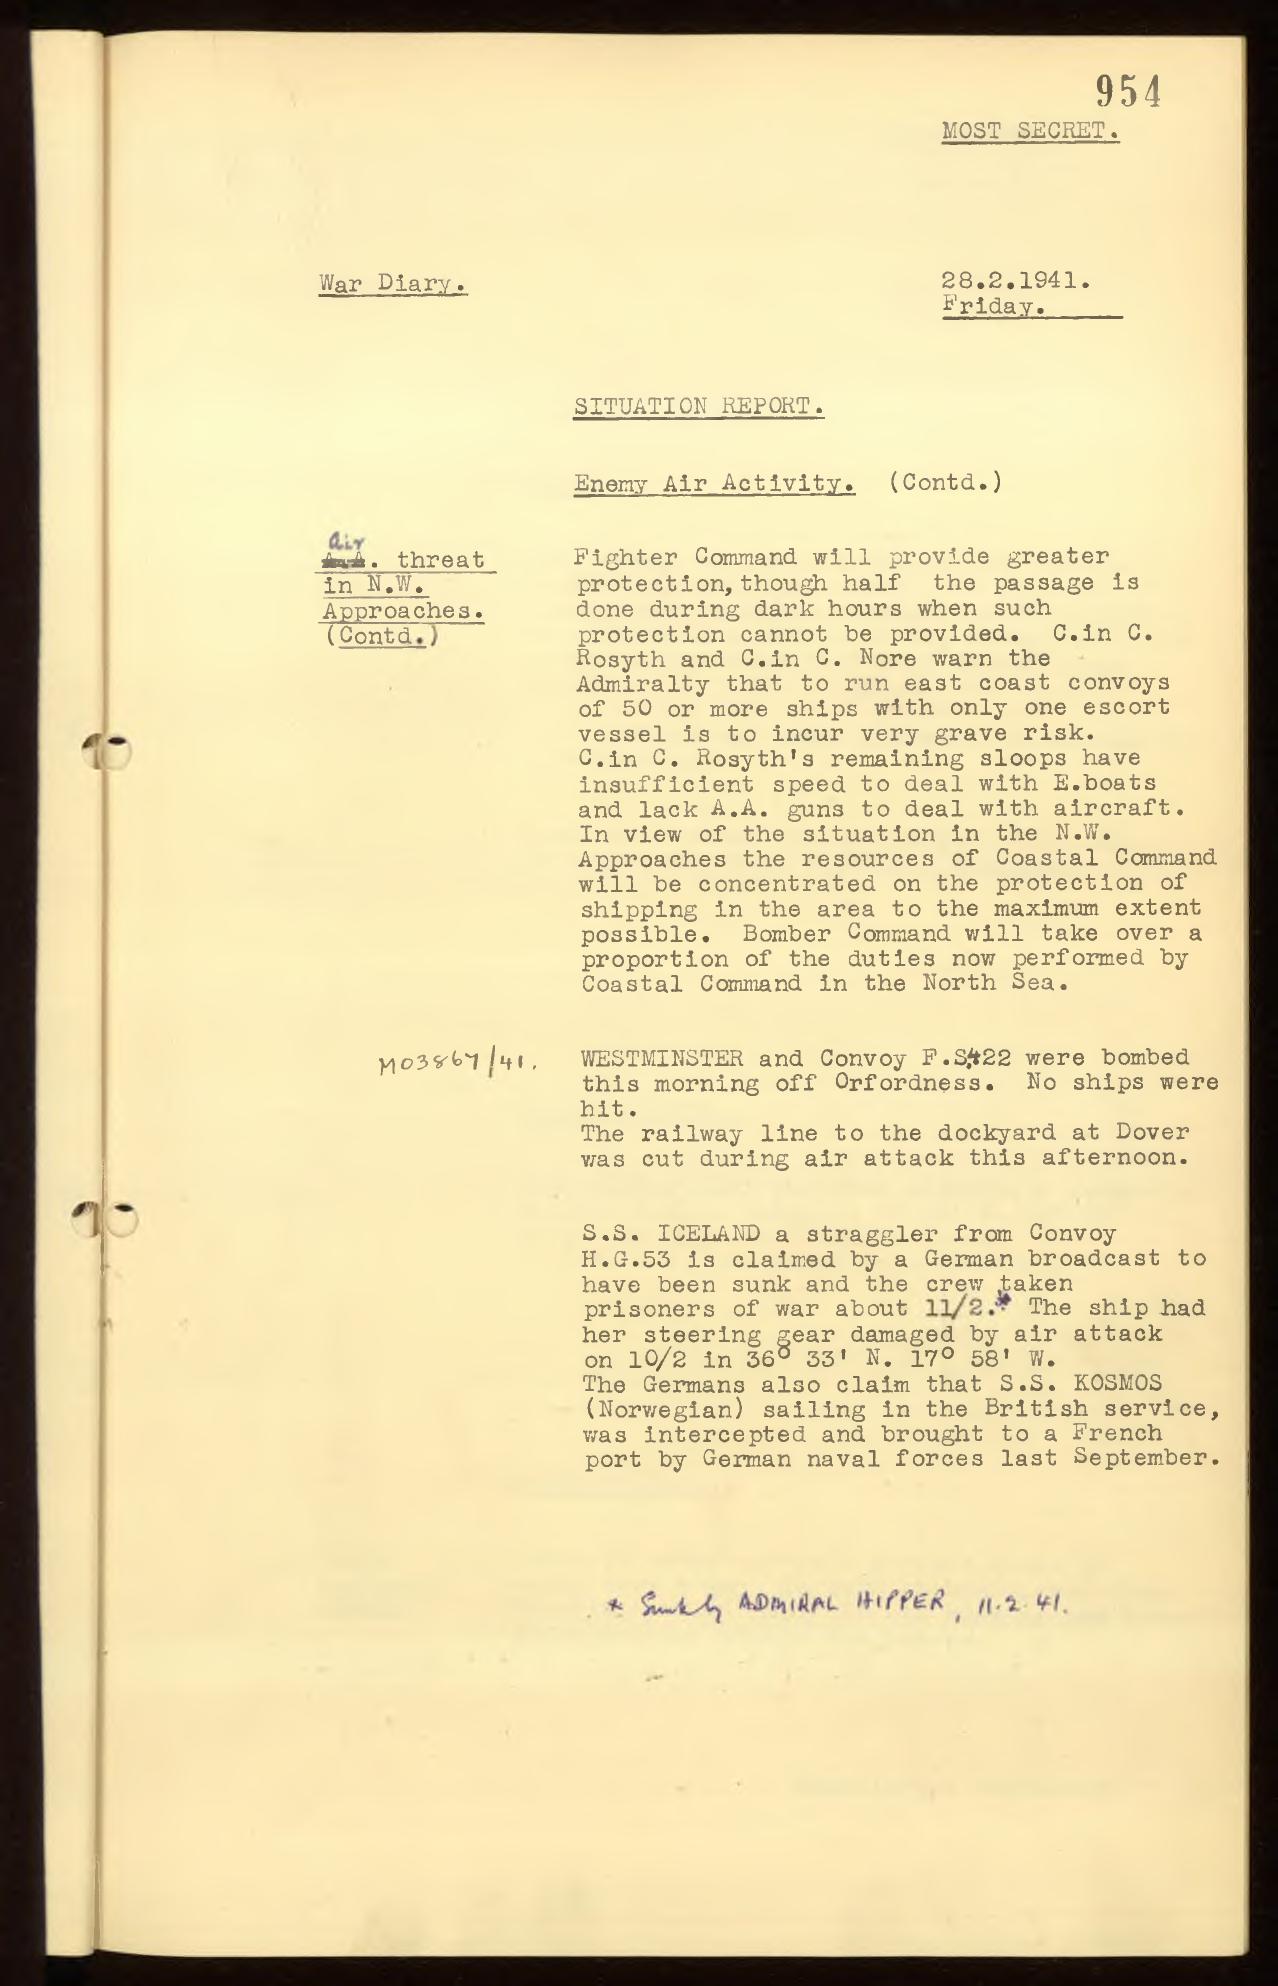 954
MOST SECRET.
War Diary.
28.2.1941.
Friday.
SITUATION REPORT.
Enemy Air Activity. (Contd.)
Air
A.A. threat
in N.W.
Approaches.
(Contd.)
Fighter Command will provide greater
protection, though half the passage is
done during dark hours when such
protection cannot be provided. C.in C.
Rosyth and C.in C. Nore warn the
Admiralty that to run east coast convoys
of 50 or more ships with only one escort
vessel is to incur very grave risk.
C.in C. Rosyth's remaining sloops have
insufficient speed to deal with E.boats
and lack A.A. guns to deal with aircraft.
In view of the situation in the N.W.
Approaches the resources of Coastal Command
will be concentrated on the protection of
shipping in the area to the maximum extent
possible. Bomber Command will take over a
proportion of the duties now performed by
Coastal Command in the North Sea.
M03867/41.
WESTMINSTER and Convoy F.S.422 were bombed
this morning off Orfordness. No ships were
hit.
The railway line to the dockyard at Dover
was cut during air attack this afternoon.
S.S. ICELAND a straggler from Convoy
H.G.53 is claimed by a German broadcast to
have been sunk and the crew taken
prisoners of war about 11/2.* The ship had
her steering gear damaged by air attack
on 10/2 in 36° 33' N. 17° 58' W.
The Germans also claim that S.S. KOSMOS
(Norwegian) sailing in the British service,
was intercepted and brought to a French
port by German naval forces last September.
* Sunk by ADMIRAL HIPPER, 11.2.41.